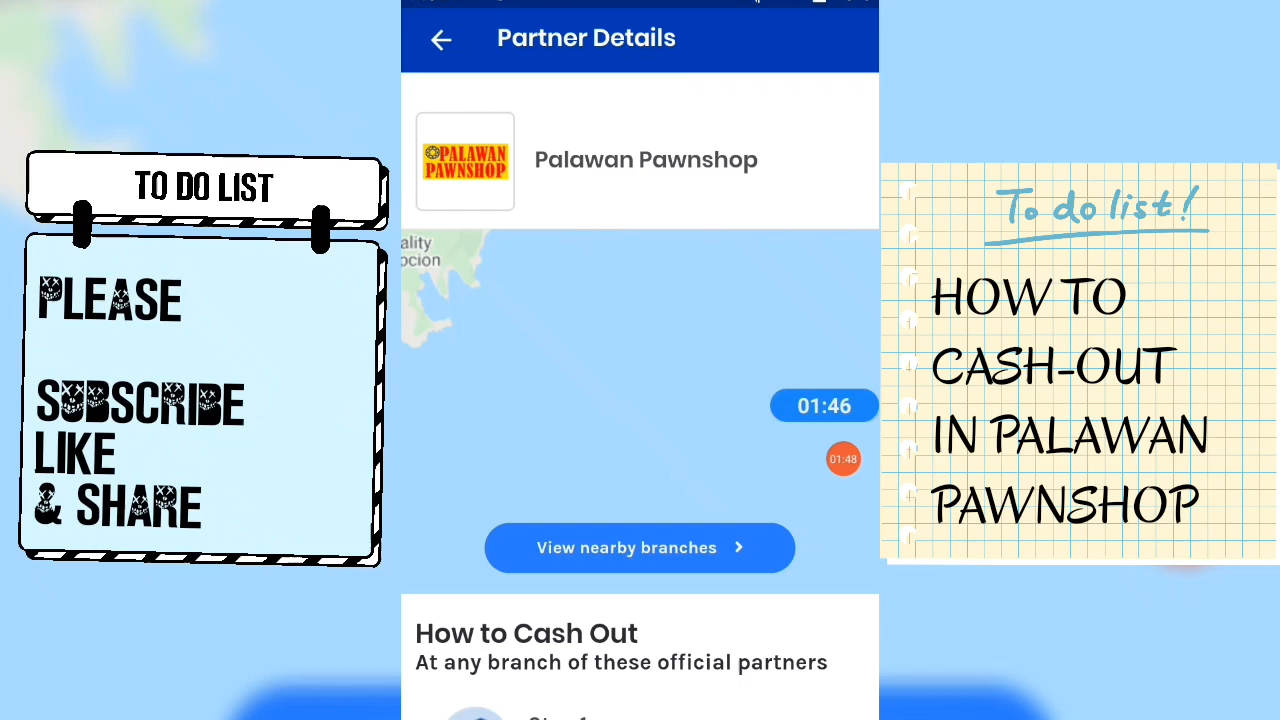 TO DO LIST
PLEASE
SUBSCRIBE
LIKE
& SHARE
Partner Details
PALAWAN
PAWNSHOP
Palawan Pawnshop
ality
ocion
01:46
01:48
View nearby branches
How to Cash Out
At any branch of these official partners
To do list!
HOW TO
CASH-OUT
IN PALAWAN
PAWNSHOP